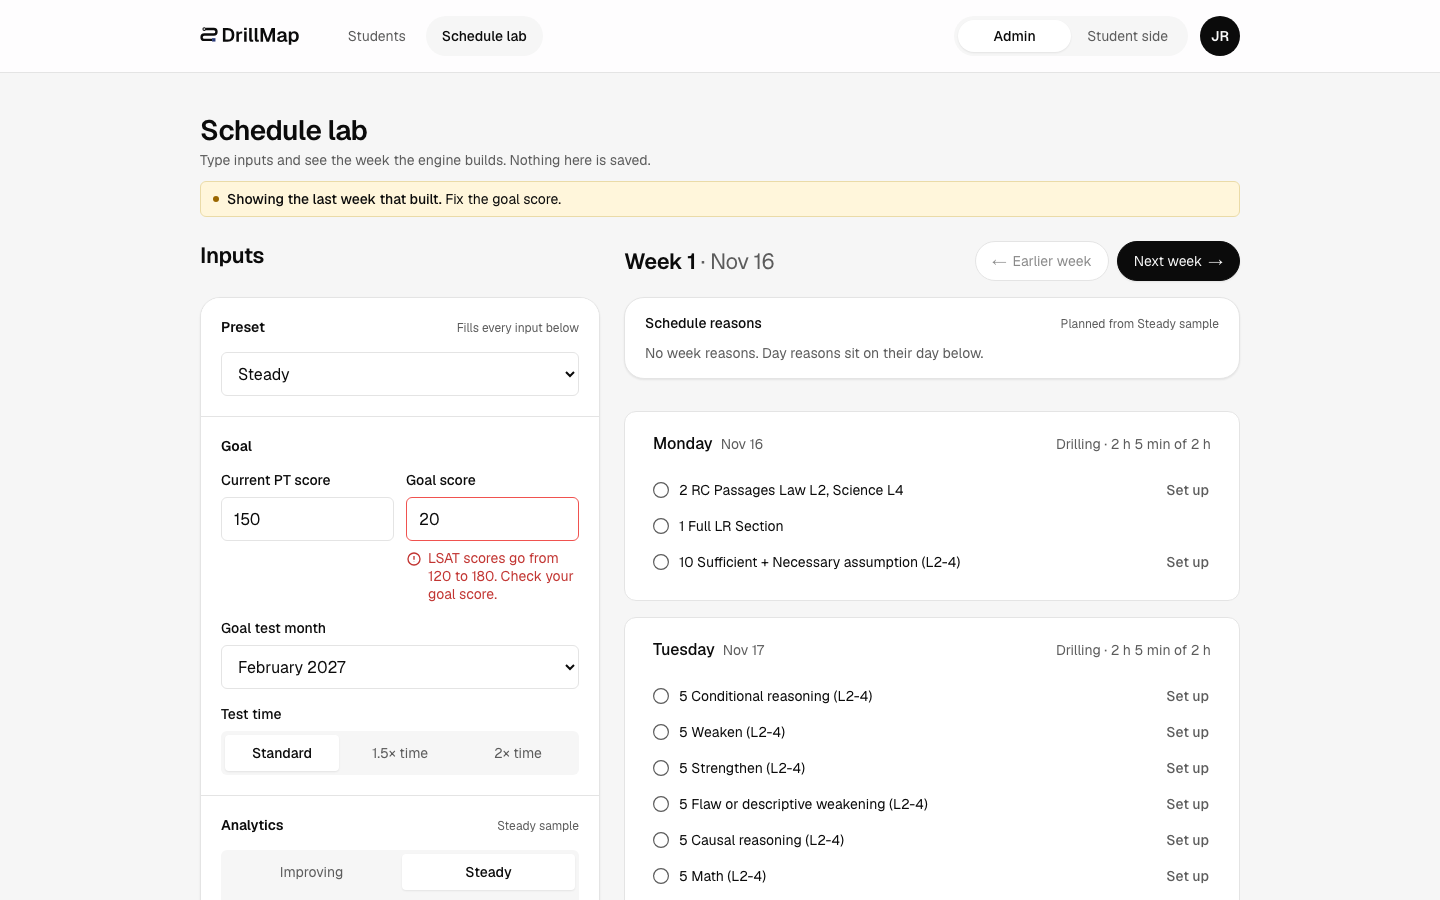 DrillMap
Students
Schedule lab
Admin
Student side
JR
Schedule lab
Type inputs and see the week the engine builds. Nothing here is saved.
Showing the last week that built. Fix the goal score.
Inputs
Preset
Fills every input below
Steady
Goal
Current PT score
Goal score
150
20
LSAT scores go from
120 to 180. Check your
goal score.
Goal test month
February 2027
Test time
Standard
1.5× time
2× time
Analytics
Steady sample
Improving
Steady
Week 1 · Nov 16
← Earlier week
Next week →
Schedule reasons
Planned from Steady sample
No week reasons. Day reasons sit on their day below.
Monday Nov 16
Drilling · 2 h 5 min of 2 h
2 RC Passages Law L2, Science L4
Set up
1 Full LR Section
10 Sufficient + Necessary assumption (L2-4)
Set up
Tuesday Nov 17
Drilling · 2 h 5 min of 2 h
5 Conditional reasoning (L2-4)
Set up
5 Weaken (L2-4)
Set up
5 Strengthen (L2-4)
Set up
5 Flaw or descriptive weakening (L2-4)
Set up
5 Causal reasoning (L2-4)
Set up
5 Math (L2-4)
Set up